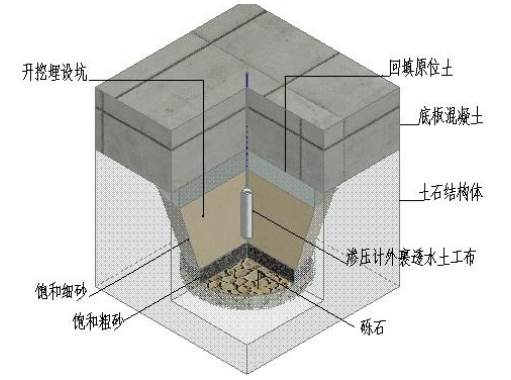 开挖埋设坑
回填原位土
底板混凝土
土石结构体
渗压计外裹透水土工布
饱和细砂
饱和粗砂
砾石